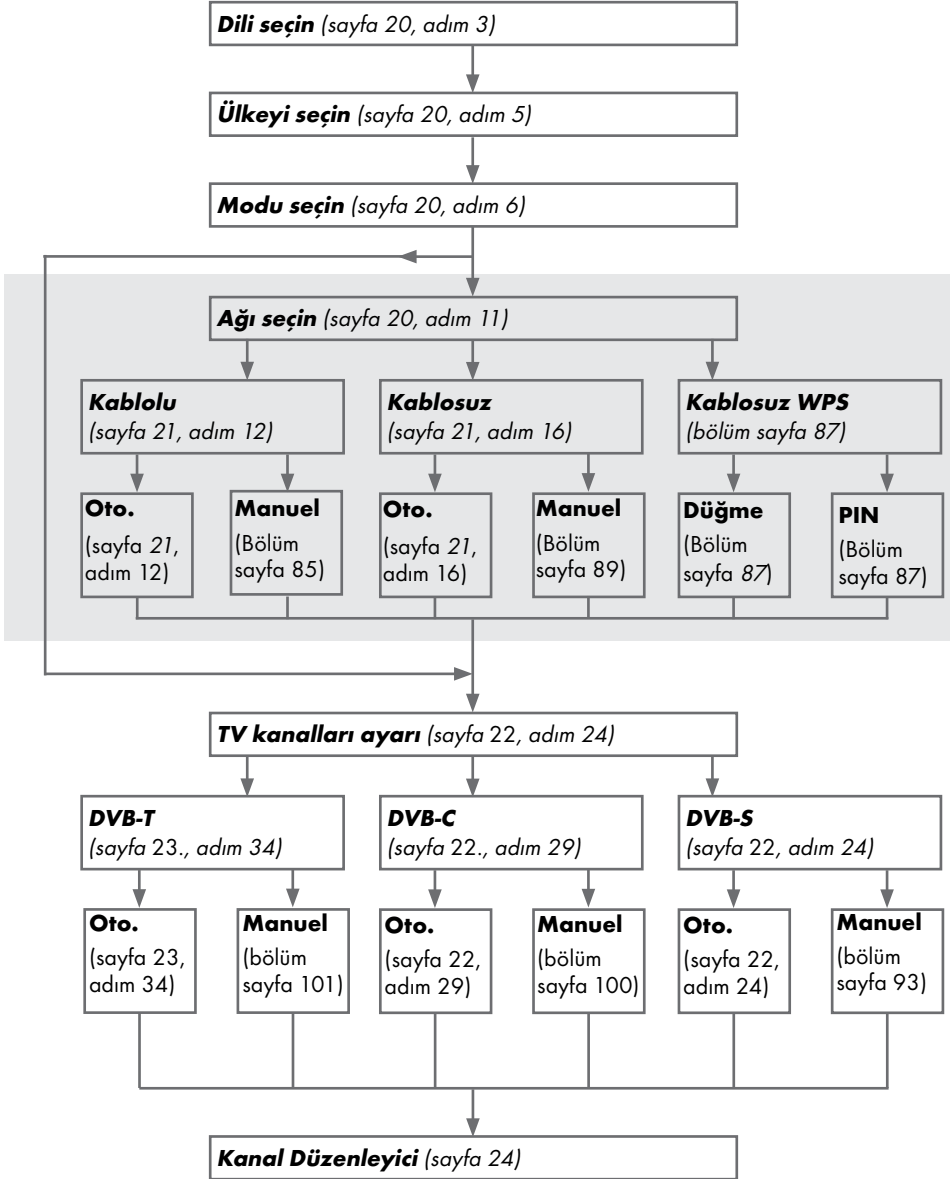 Dili seçin (sayfa 20, adım 3)
Ülkeyi seçin (sayfa 20, adım 5)
Modu seçin (sayfa 20, adım 6)
Ağı seçin (sayfa 20, adım 11)
Kablolu
(sayfa 21, adım 12)
Kablosuz
(sayfa 21, adım 16)
Kablosuz WPS
(bölüm sayfa 87)
Oto.
(sayfa 21,
adım 12)
Manuel
(Bölüm
sayfa 85)
Oto.
(sayfa 21,
adım 16)
Manuel
(Bölüm
sayfa 89)
Düğme
(Bölüm
sayfa 87)
PIN
(Bölüm
sayfa 87)
TV kanalları ayarı (sayfa 22, adım 24)
DVB-T
(sayfa 23., adım 34)
DVB-C
(sayfa 22., adım 29)
DVB-S
(sayfa 22, adım 24)
Oto.
(sayfa 23,
adım 34)
Manuel
(bölüm
sayfa 101)
Oto.
(sayfa 22,
adım 29)
Manuel
(bölüm
sayfa 100)
Oto.
(sayfa 22,
adım 24)
Manuel
(bölüm
sayfa 93)
Kanal Düzenleyici (sayfa 24)